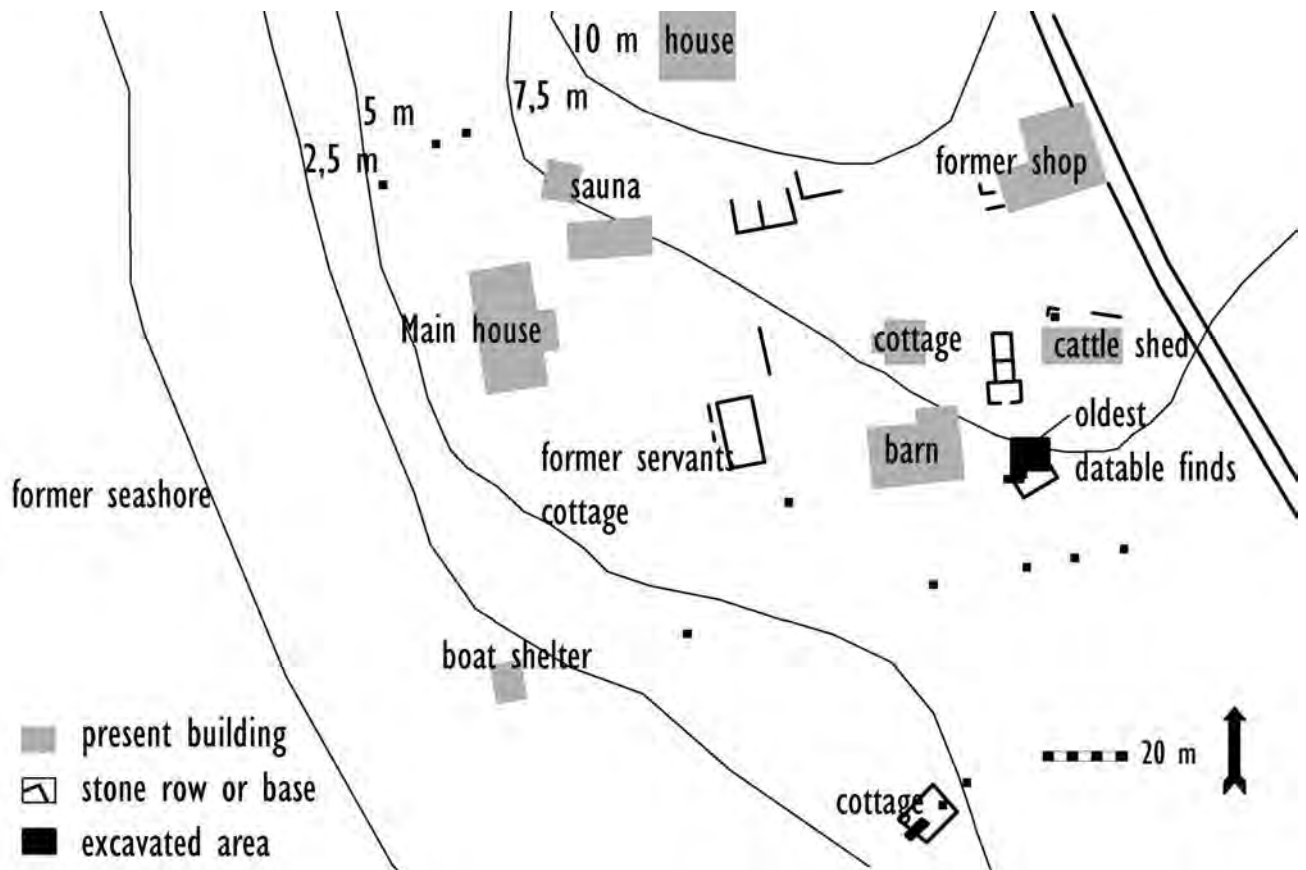 10 m house
7,5 m
5 m
2,5 m
former shop
sauna
Main house
cottage
cattle shed
oldest
datable finds
barn
former servants
cottage
former seashore
boat shelter
present building
stone row or base
excavated area
20 m
cottage